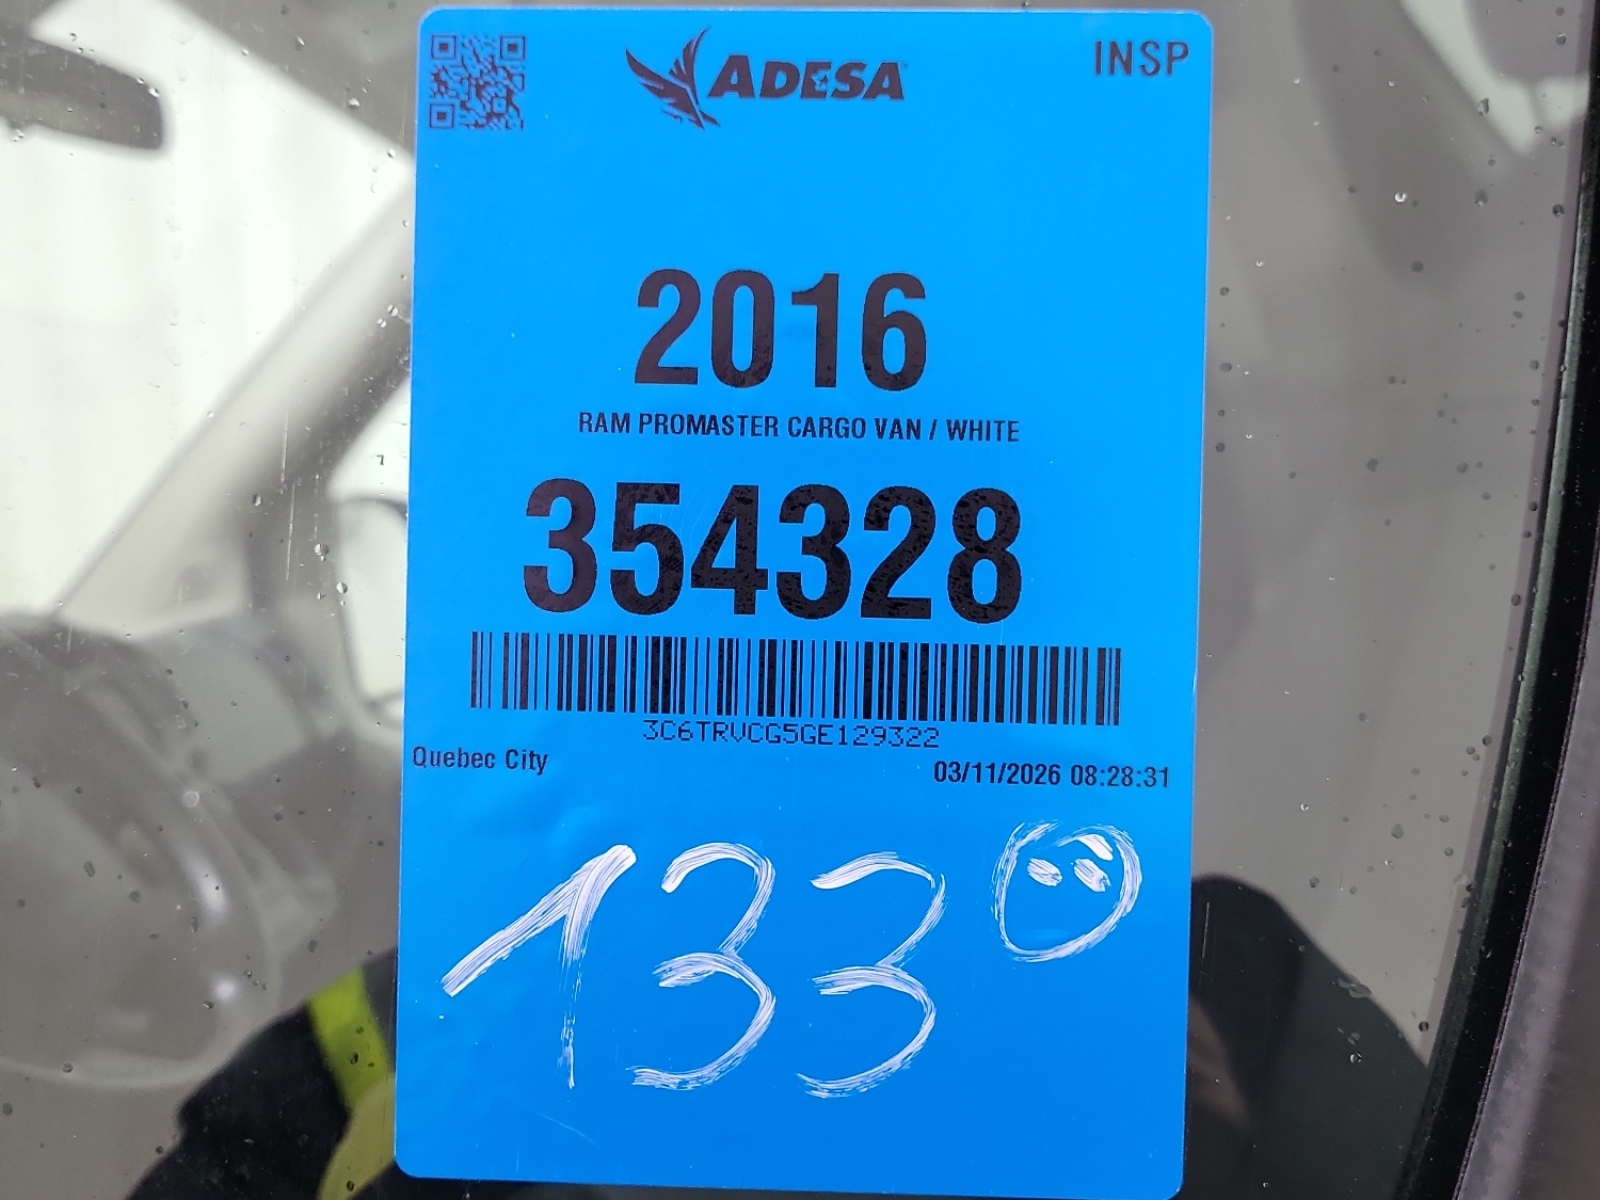 ADESA
INSP
2016
RAM PROMASTER CARGO VAN / WHITE
354328
3C6TRVCG5GE129322
Quebec City
03/11/2026 08:28:31
133